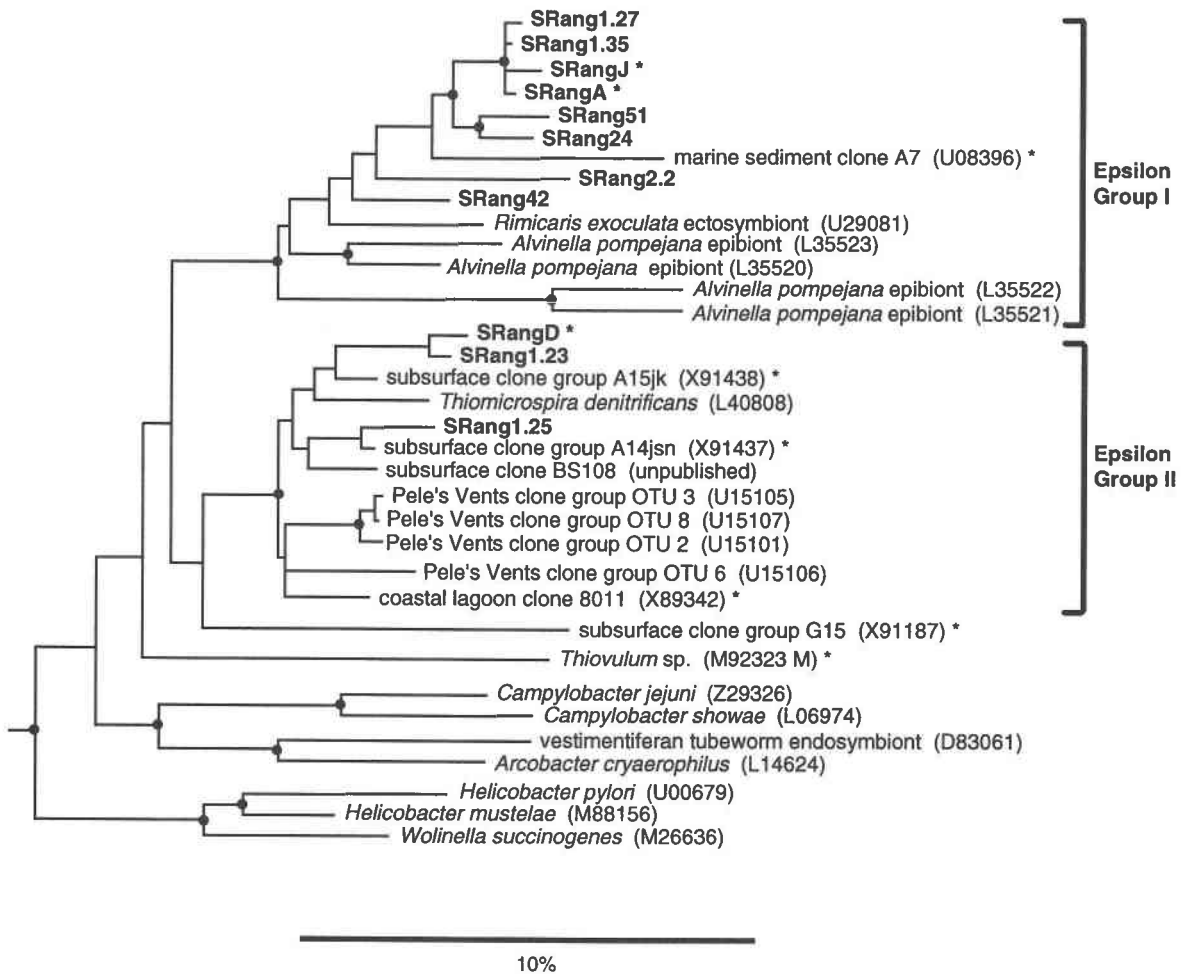 SRang1.27
SRang1.35
SRangJ *
SRangA *
SRang51
SRang24
marine sediment clone A7 (U08396) *
SRang2.2
SRang42
Rimicaris exoculata ectosymbiont (U29081)
Alvinella pompejana epibiont (L35523)
Alvinella pompejana epibiont (L35520)
Alvinella pompejana epibiont (L35522)
Alvinella pompejana epibiont (L35521)
Epsilon
Group I
SRangD *
SRang1.23
subsurface clone group A15jk (X91438) *
Thiomicrospira denitrificans (L40808)
SRang1.25
subsurface clone group A14jsn (X91437) *
subsurface clone BS108 (unpublished)
Pele's Vents clone group OTU 3 (U15105)
Pele's Vents clone group OTU 8 (U15107)
Pele's Vents clone group OTU 2 (U15101)
Pele's Vents clone group OTU 6 (U15106)
coastal lagoon clone 8011 (X89342) *
Epsilon
Group II
subsurface clone group G15 (X91187) *
Thiovulum sp. (M92323 M) *
Campylobacter jejuni (Z29326)
Campylobacter showae (L06974)
vestimentiferan tubeworm endosymbiont (D83061)
Arcobacter cryaerophilus (L14624)
Helicobacter pylori (U00679)
Helicobacter mustelae (M88156)
Wolinella succinogenes (M26636)
10%